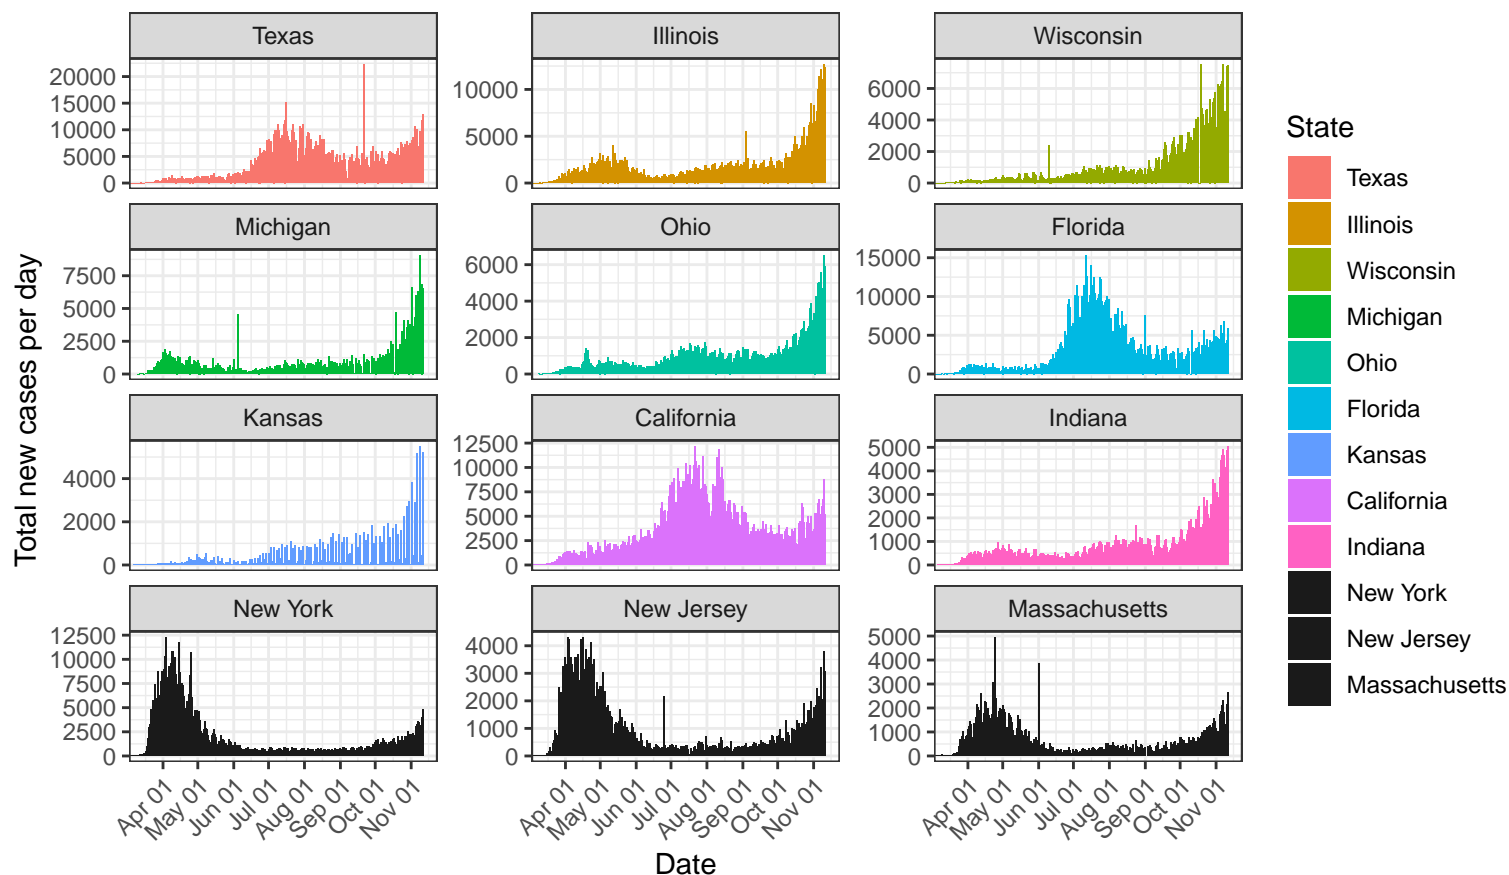 Texas
Illinois
Wisconsin
20000
15000
10000
5000
0
10000
5000
0
6000
4000
2000
0
Michigan
Ohio
Florida
7500
5000
2500
0
6000
4000
2000
0
15000
10000
5000
0
Kansas
California
Indiana
4000
2000
0
12500
10000
7500
5000
2500
0
5000
4000
3000
2000
1000
0
New York
New Jersey
Massachusetts
12500
10000
7500
5000
2500
0
4000
3000
2000
1000
0
5000
4000
3000
2000
1000
0
Apr 01
May 01
Jun 01
Jul 01
Aug 01
Sep 01
Oct 01
Nov 01
Apr 01
May 01
Jun 01
Jul 01
Aug 01
Sep 01
Oct 01
Nov 01
Apr 01
May 01
Jun 01
Jul 01
Aug 01
Sep 01
Oct 01
Nov 01
Date
Total new cases per day
State
Texas
Illinois
Wisconsin
Michigan
Ohio
Florida
Kansas
California
Indiana
New York
New Jersey
Massachusetts